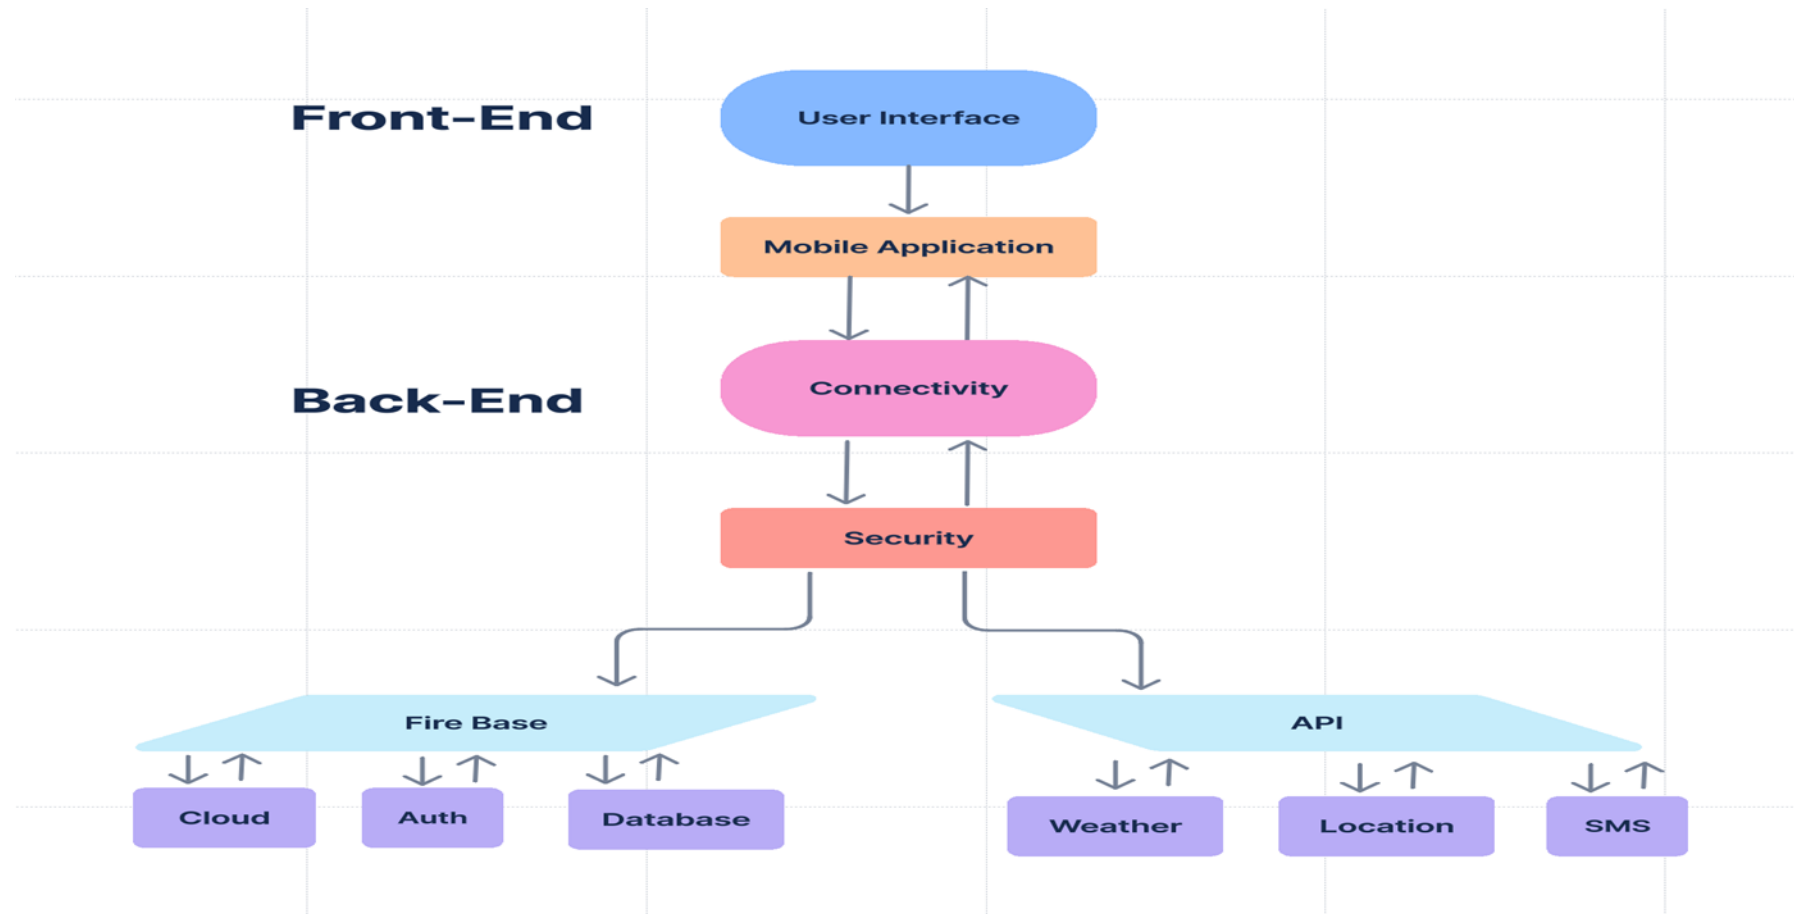 Front-End
User Interface
Mobile Application
Back-End
Connectivity
Security
Fire Base
API
Cloud
Auth
Database
Weather
Location
SMS